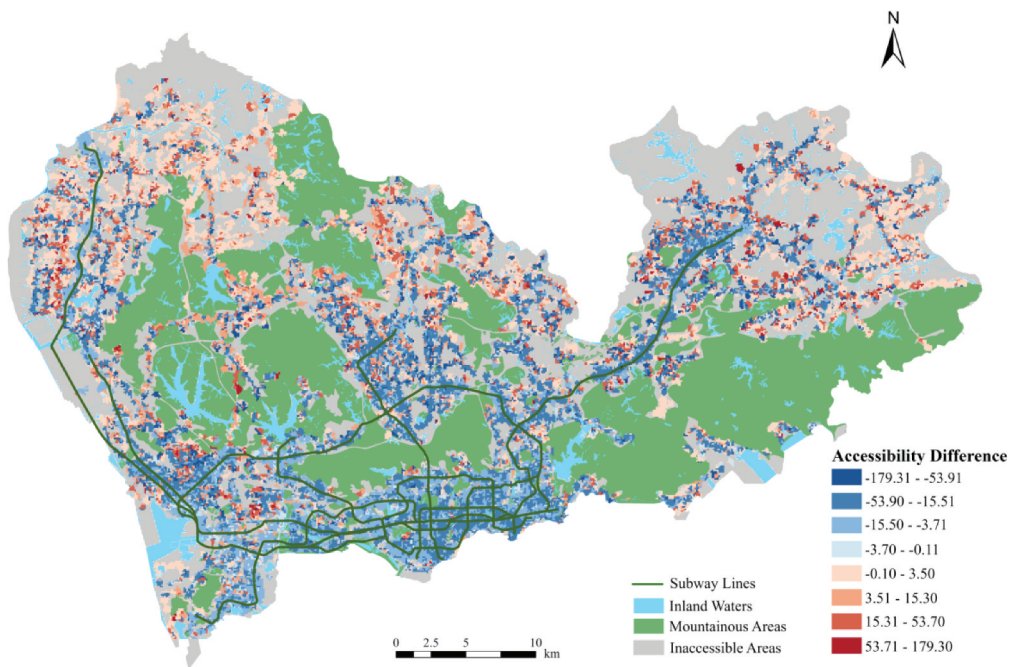 N
Accessibility Difference
-179.31 - -53.91
-53.90 - -15.51
-15.50 - -3.71
-3.70 - -0.11
-0.10 - 3.50
3.51 - 15.30
15.31 - 53.70
53.71 - 179.30
Subway Lines
Inland Waters
Mountainous Areas
Inaccessible Areas
0 2.5 5 10
km